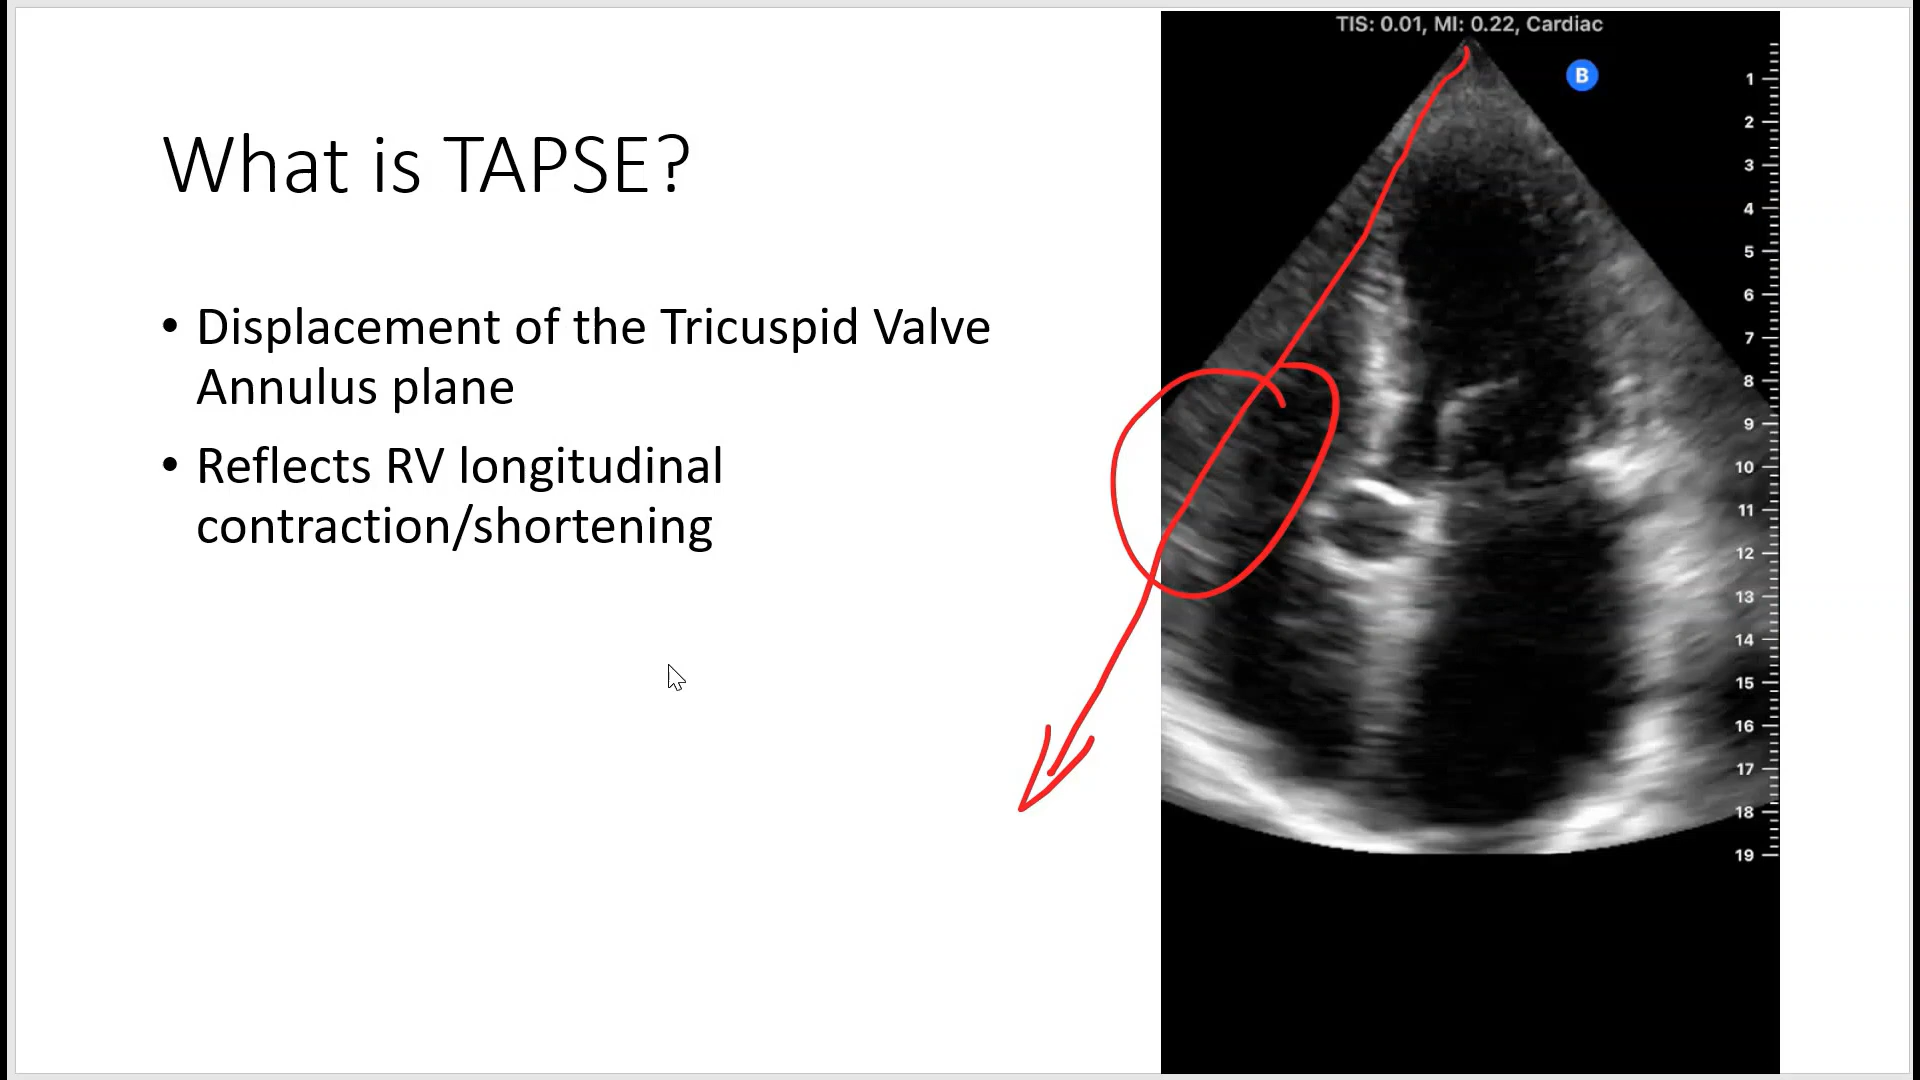 What is TAPSE?
• Displacement of the Tricuspid Valve
Annulus plane
• Reflects RV longitudinal
contraction/shortening
TIS: 0.01, MI: 0.22, Cardiac
B
1
2
3
4
5
6
7
8
9
10
11
12
13
14
15
16
17
18
19